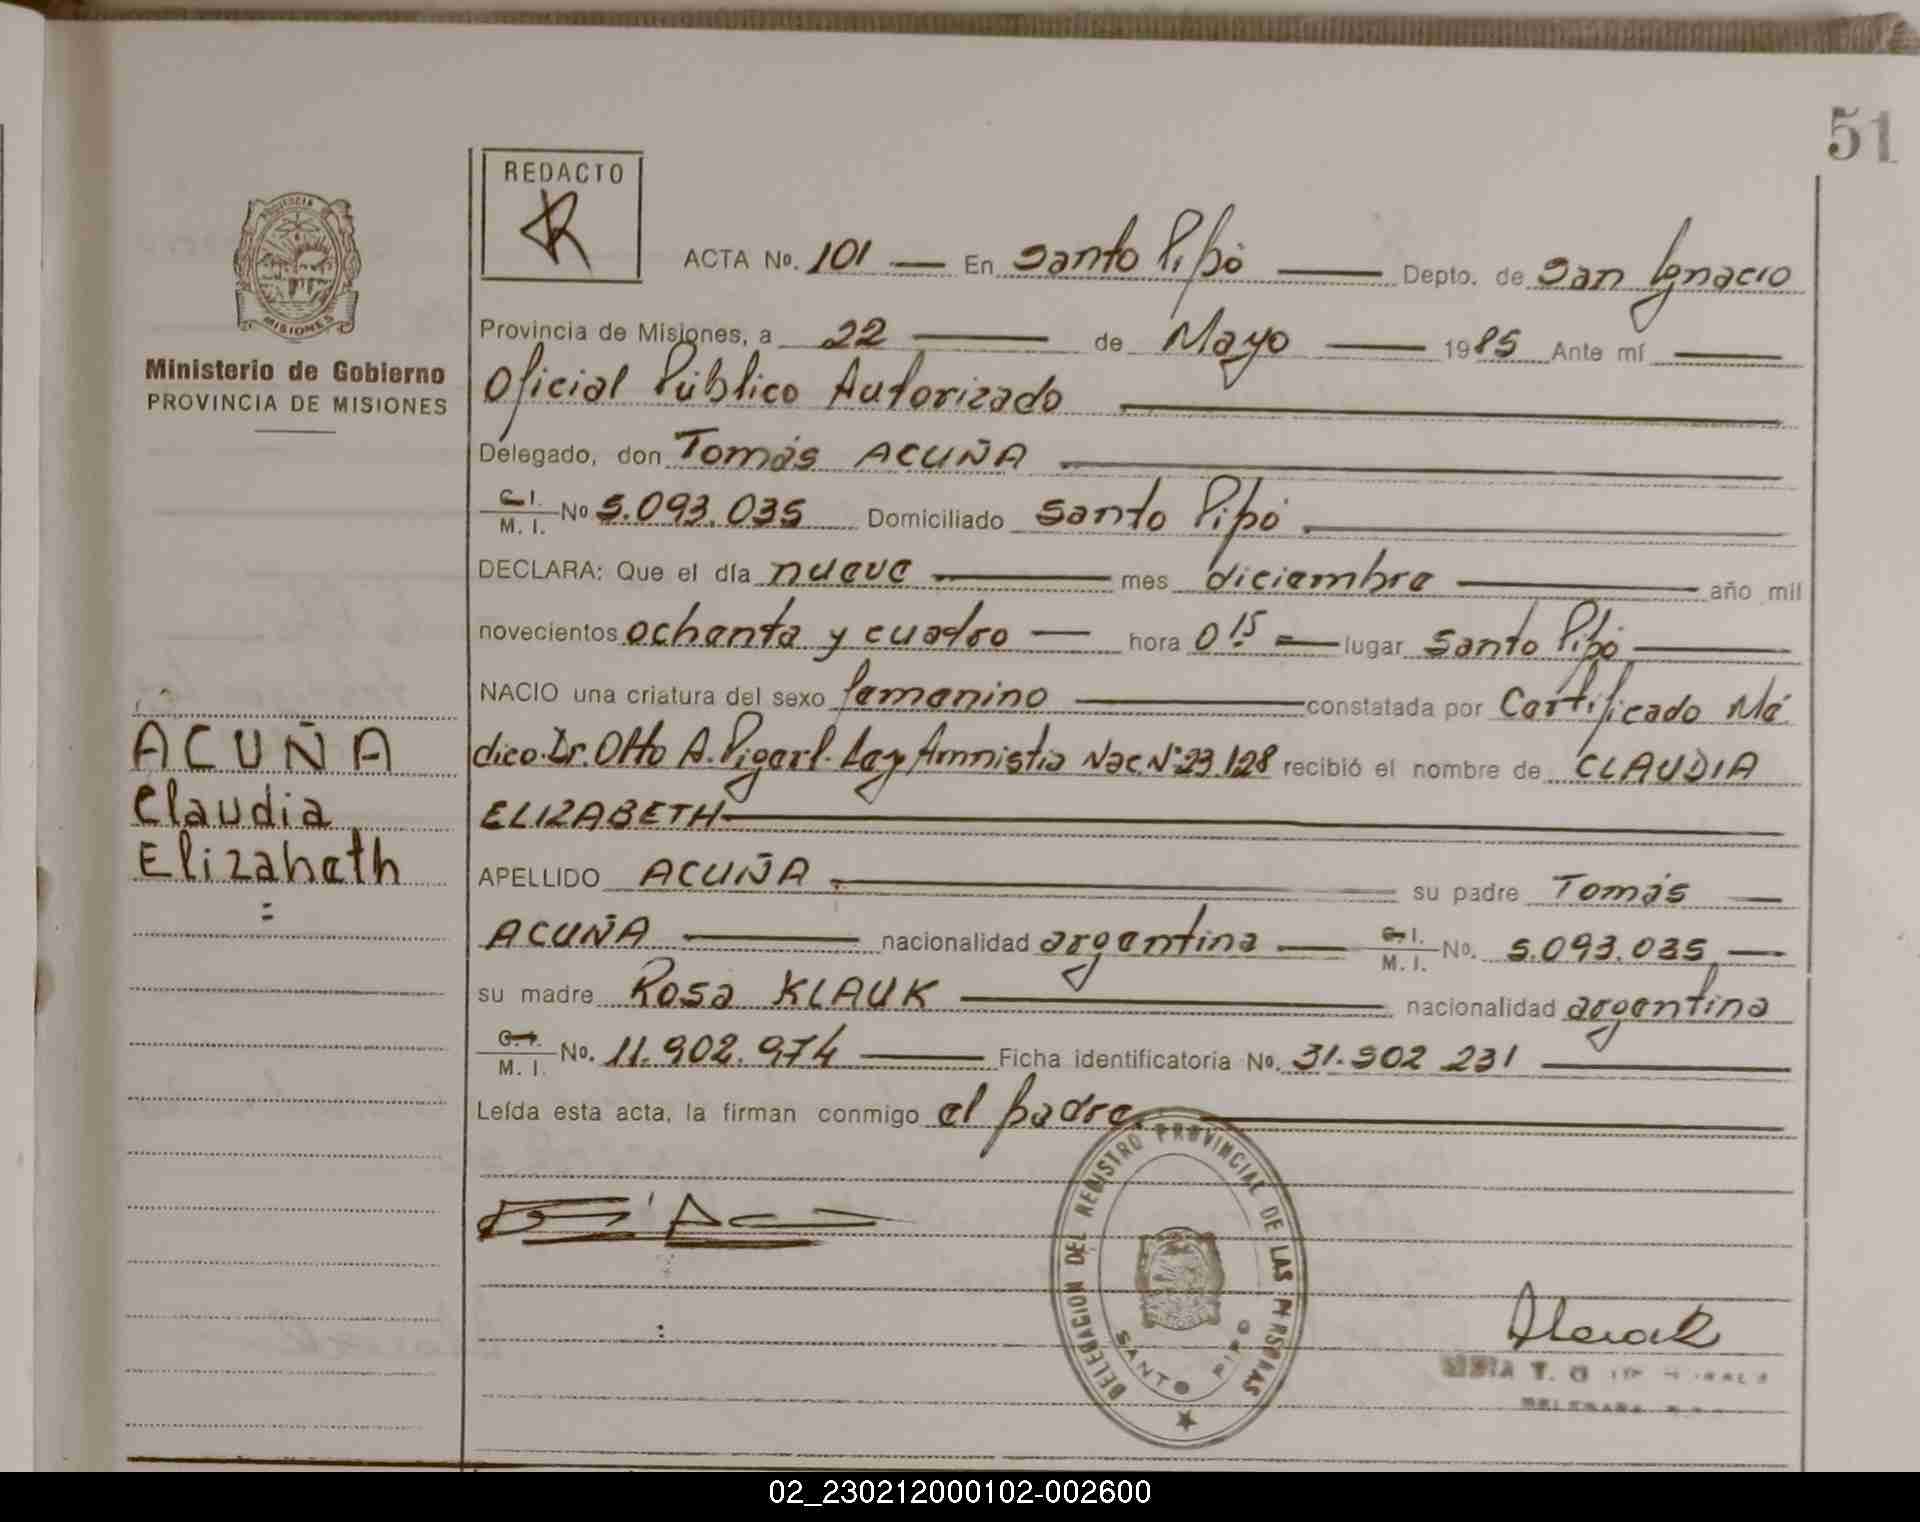 51
REDACTO
ACTA No. 101 — En Santo Pipó — Depto. de San Ignacio
Provincia de Misiones, a 22 — de Mayo — 1985 Ante mí —
Oficial Público Autorizado —
Delegado, don Tomás ACUÑA —
C. I. / M. I. No 5.093.035 Domiciliado Santo Pipó —
DECLARA: Que el día nueve — mes diciembre — año mil
novecientos ochenta y cuatro — hora 0 15 — lugar Santo Pipó —
NACIO una criatura del sexo femenino — constatada por Certificado Mé
dico. Dr. Otto A. Ley Amnistia Nac. Nº 23.128 recibió el nombre de CLAUDIA
ELIZABETH —
APELLIDO ACUÑA — su padre Tomás —
ACUÑA — nacionalidad argentina — C. I. / M. I. No. 5.093.035 —
su madre Rosa KLAUK — nacionalidad argentina
C. I. / M. I. No. 11.902.974 — Ficha identificatoria No. 31.302 231 —
Leída esta acta, la firman conmigo el padre. —
PROVINCIA
MISIONES
Ministerio de Gobierno
PROVINCIA DE MISIONES
ACUÑA
Claudia
Elizabeth
DELEGACION DEL REGISTRO PROVINCIAL DE LAS PERSONAS
SANTO PIPO
02_230212000102-002600